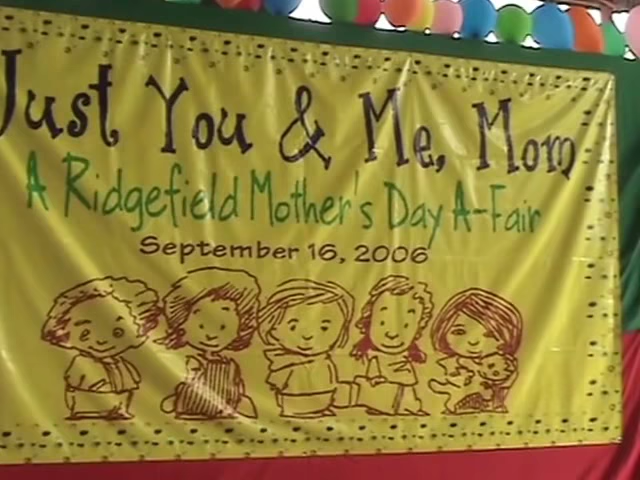 Just You & Me, Mom
A Ridgefield Mother's Day A-Fair
September 16, 2006